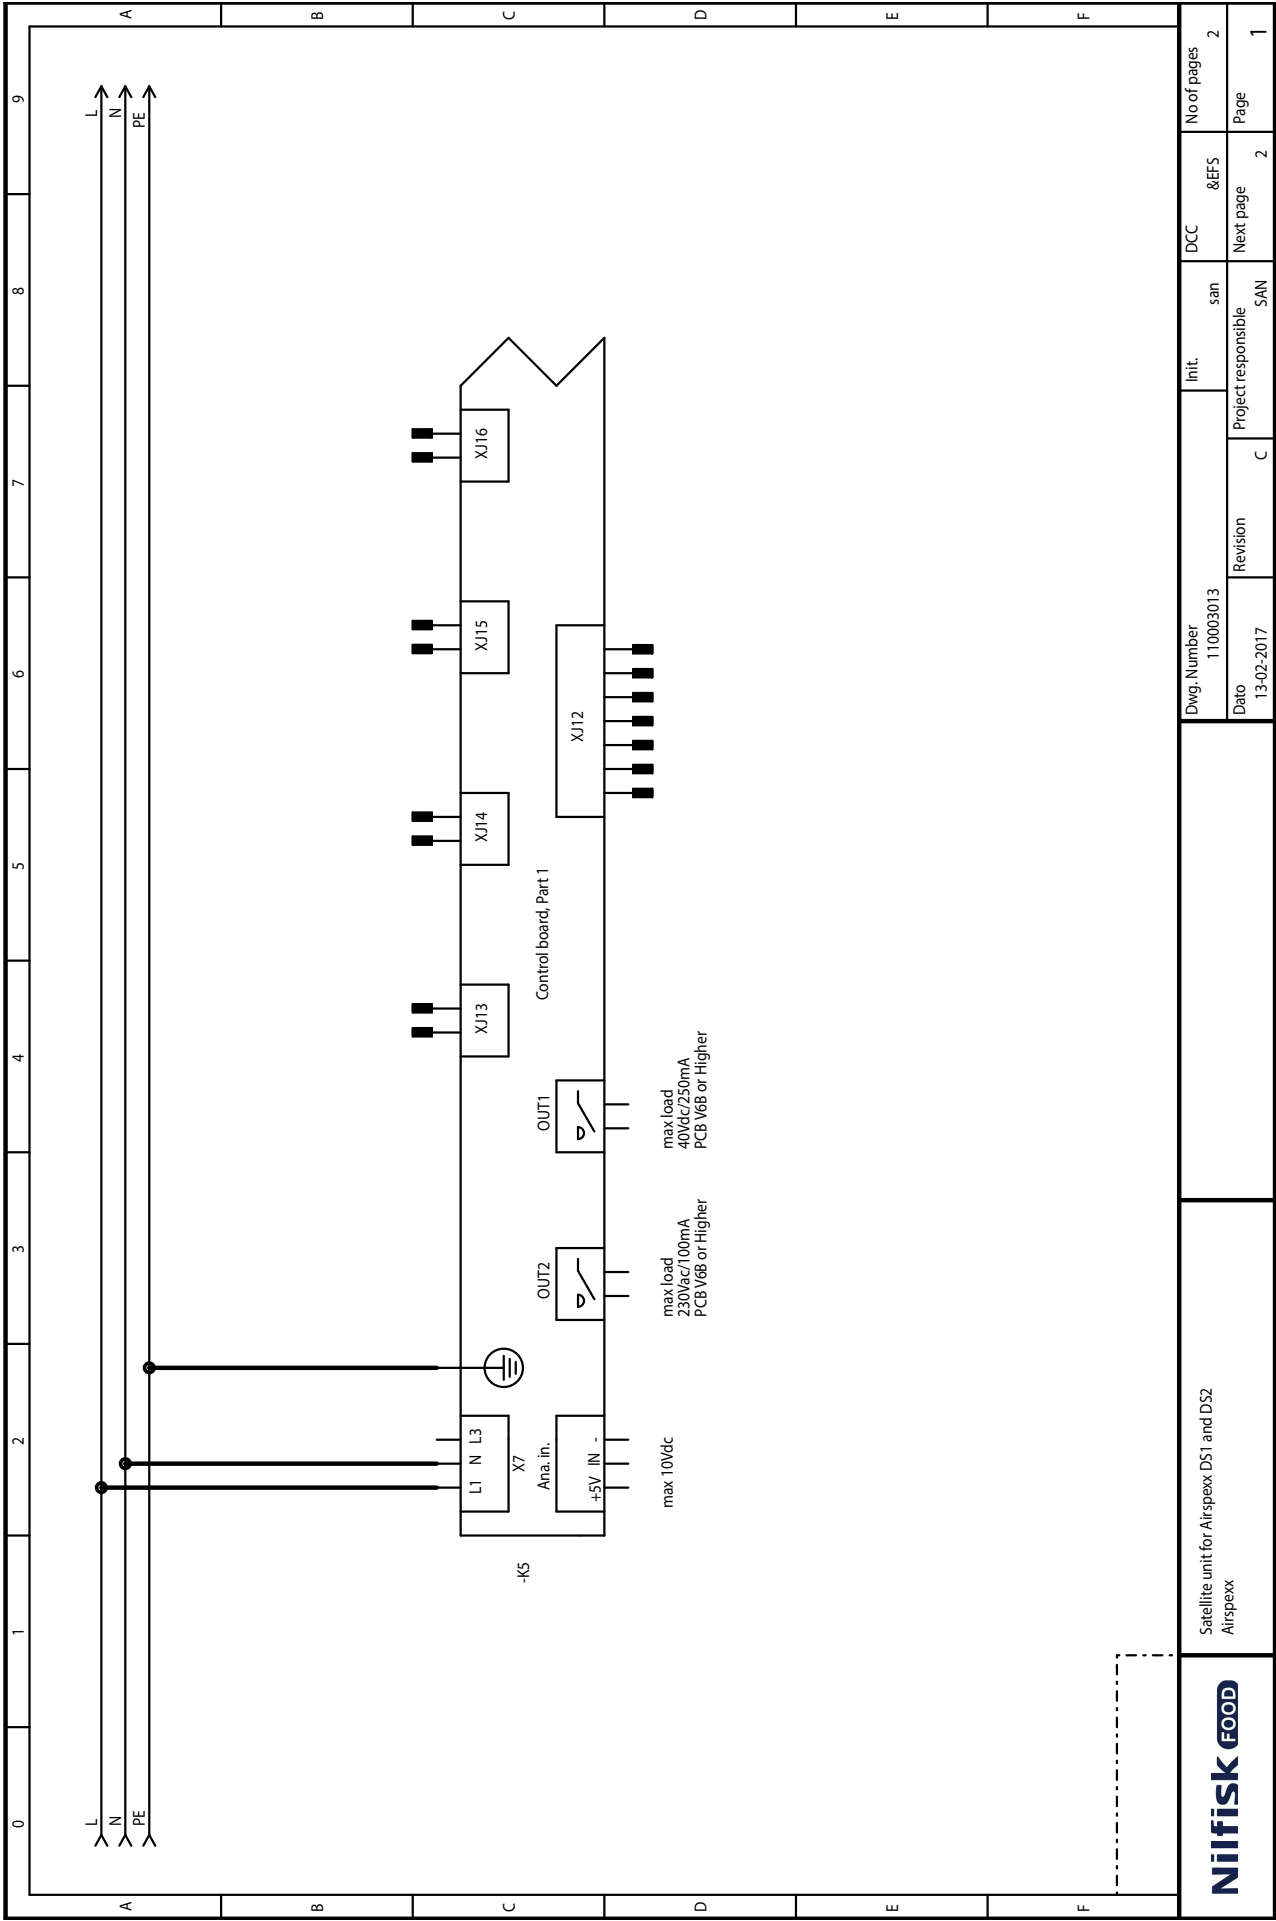 0 1 2 3 4 5 6 7 8 9
A
A
B
B
C
C
D
D
E
E
F
F
L
L
N
N
PE
PE
-K5
L1 N L3
X7
XJ13
XJ14
XJ15
XJ16
Ana. in.
+5V IN -
max 10Vdc
OUT2
max load
230Vac/100mA
PCB V6B or Higher
OUT1
max load
40Vdc/250mA
PCB V6B or Higher
Control board, Part 1
XJ12
Nilfisk FOOD
Satellite unit for Airspexx DS1 and DS2
Airspexx
Dwg. Number
110003013
Init.
san
DCC
&EFS
No of pages
2
Dato
13-02-2017
Revision
C
Project responsible
SAN
Next page
2
Page
1